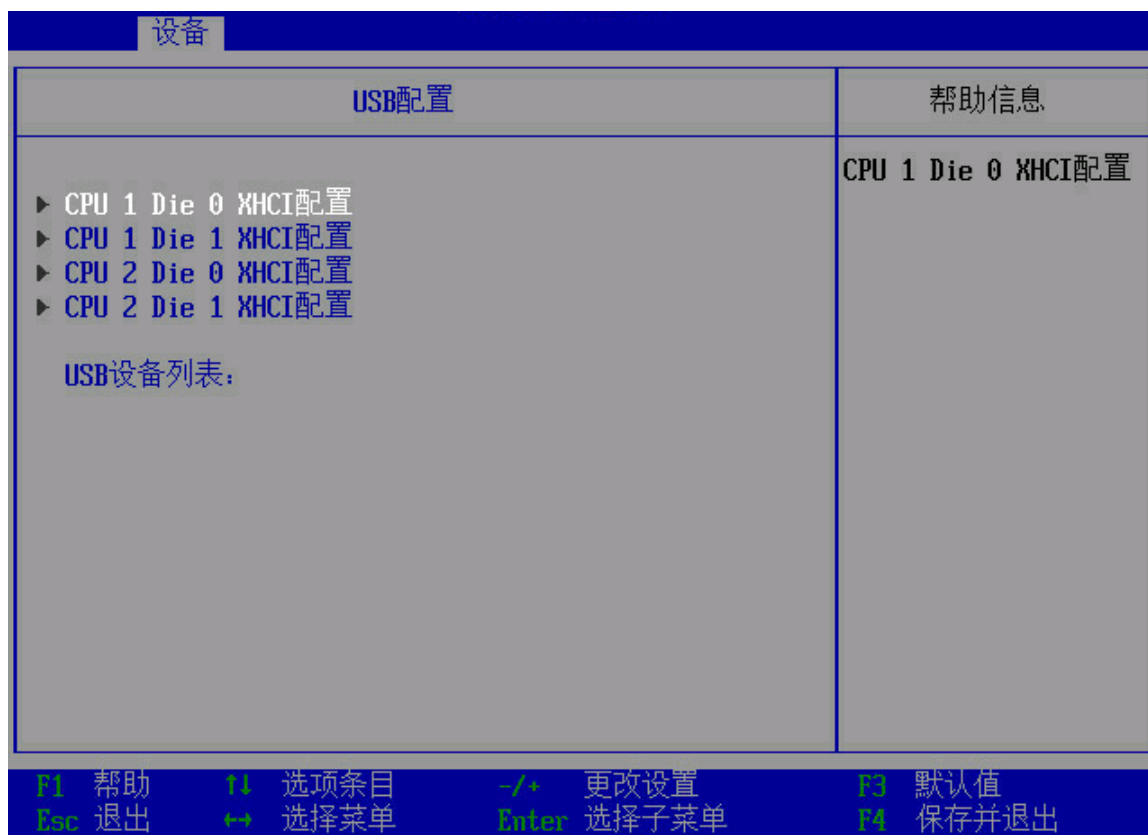 设备
USB配置
帮助信息
CPU 1 Die 0 XHCI配置
CPU 1 Die 0 XHCI配置
CPU 1 Die 1 XHCI配置
CPU 2 Die 0 XHCI配置
CPU 2 Die 1 XHCI配置
USB设备列表：
F1 帮助 ↑↓ 选项条目 -/+ 更改设置 F3 默认值
Esc 退出 ←→ 选择菜单 Enter 选择子菜单 F4 保存并退出